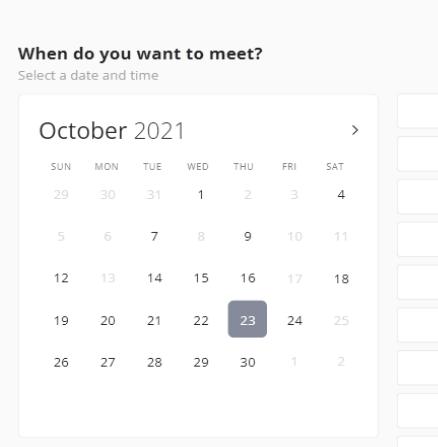 When do you want to meet?
Select a date and time
October 2021
SUN MON TUE WED THU FRI SAT
29 30 31 1 2 3 4
5 6 7 8 9 10 11
12 13 14 15 16 17 18
19 20 21 22 23 24 25
26 27 28 29 30 1 2